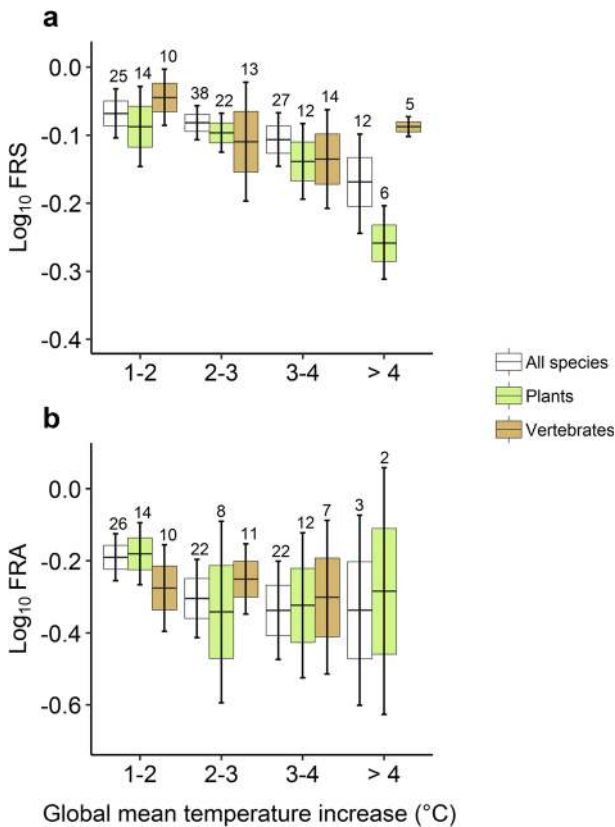 a
0.0
-0.1
-0.2
-0.3
-0.4
Log10 FRS
25 14 10
38 22 13
27 12 14
12 6 5
1-2 2-3 3-4 > 4
All species
Plants
Vertebrates
b
0.0
-0.2
-0.4
-0.6
Log10 FRA
26 14 10
22 8 11
22 12 7
3 2
1-2 2-3 3-4 > 4
Global mean temperature increase (°C)